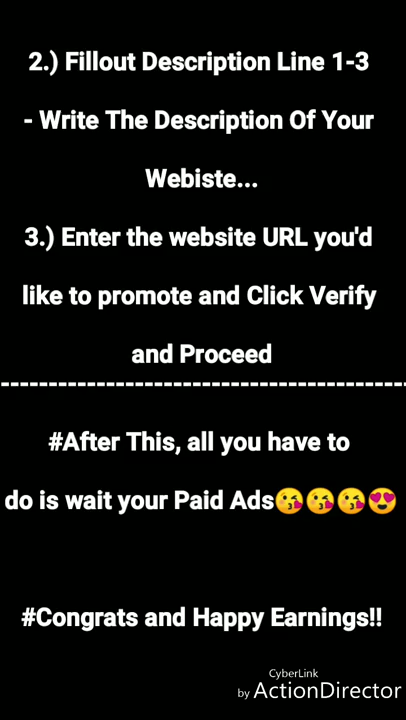 2.) Fillout Description Line 1-3
- Write The Description Of Your
Webiste...
3.) Enter the website URL you'd
like to promote and Click Verify
and Proceed
----------------------------------------
#After This, all you have to
do is wait your Paid Ads😘😘😘😍
#Congrats and Happy Earnings!!
CyberLink
by ActionDirector